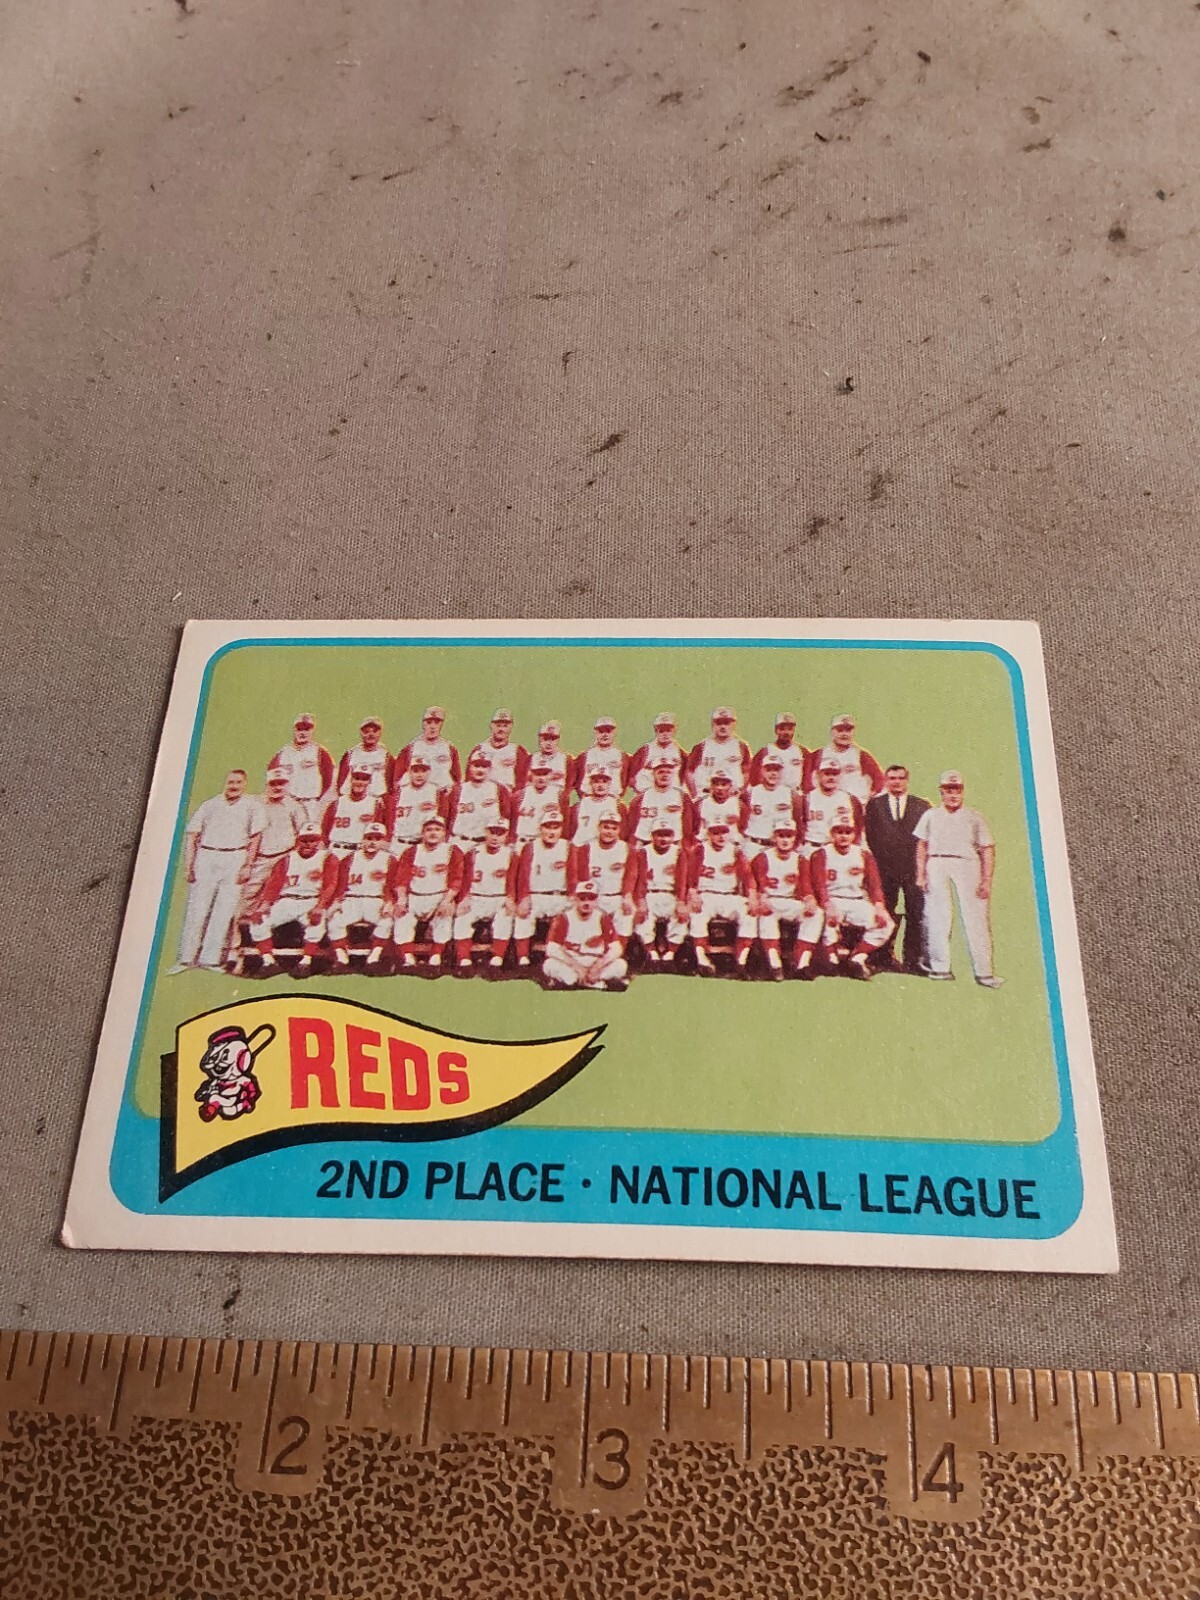 REDS
2ND PLACE · NATIONAL LEAGUE
2 3 4